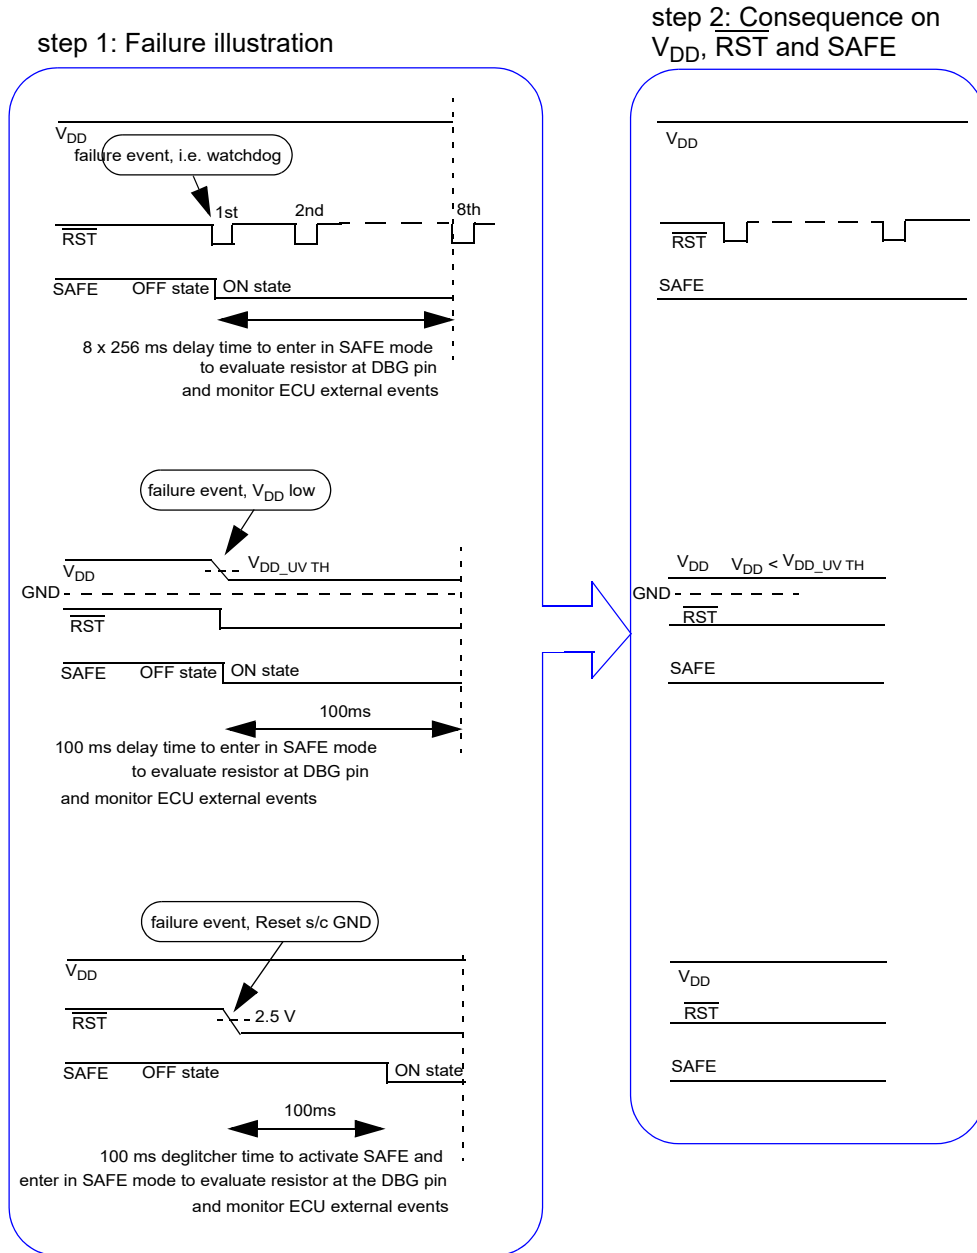 step 1: Failure illustration
step 2: Consequence on
VDD, RST and SAFE
VDD
failure event, i.e. watchdog
1st
2nd
8th
RST
SAFE
OFF state
ON state
8 x 256 ms delay time to enter in SAFE mode
to evaluate resistor at DBG pin
and monitor ECU external events
VDD
RST
SAFE
failure event, VDD low
VDD
VDD_UV TH
GND
RST
SAFE
OFF state
ON state
100ms
100 ms delay time to enter in SAFE mode
to evaluate resistor at DBG pin
and monitor ECU external events
VDD
VDD < VDD_UV TH
GND
RST
SAFE
failure event, Reset s/c GND
VDD
RST
2.5 V
SAFE
OFF state
ON state
100ms
100 ms deglitcher time to activate SAFE and
enter in SAFE mode to evaluate resistor at the DBG pin
and monitor ECU external events
VDD
RST
SAFE